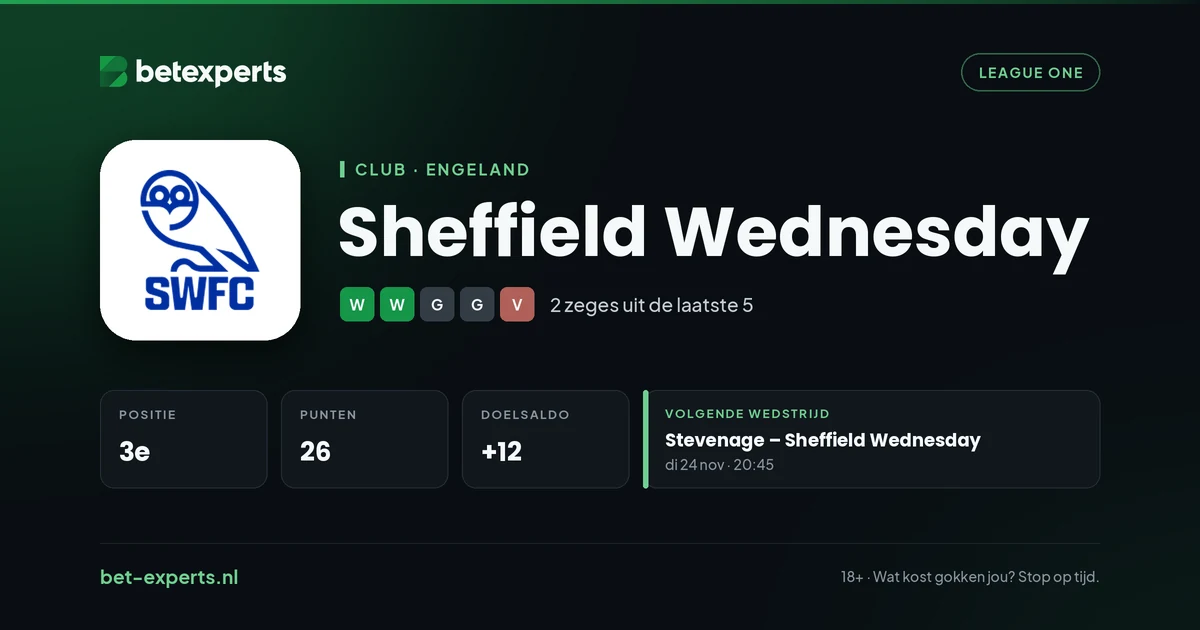 betexperts
LEAGUE ONE
CLUB · ENGELAND
Sheffield Wednesday
SWFC
W W G G V 2 zeges uit de laatste 5
POSITIE
3e
PUNTEN
26
DOELSALDO
+12
VOLGENDE WEDSTRIJD
Stevenage – Sheffield Wednesday
di 24 nov · 20:45
bet-experts.nl
18+ · Wat kost gokken jou? Stop op tijd.